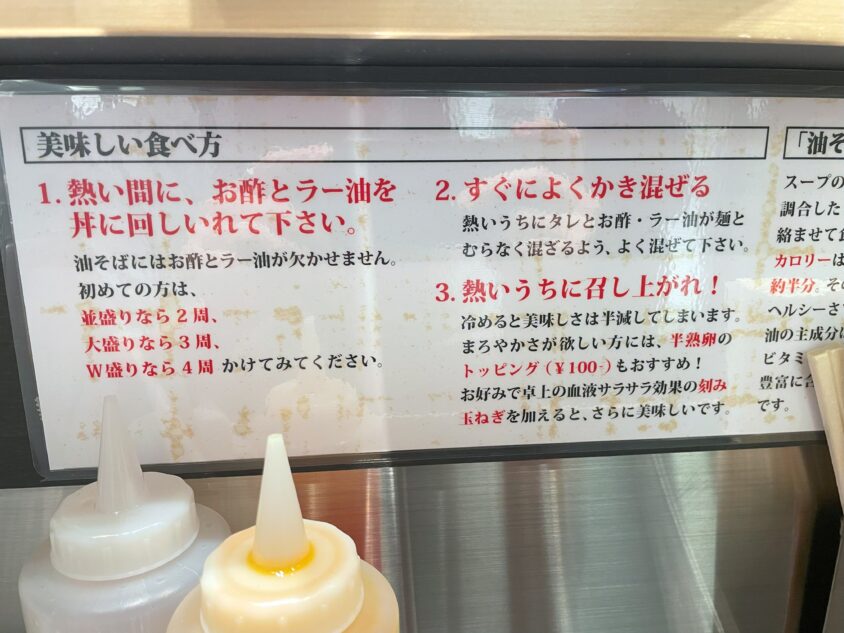 美味しい食べ方
1. 熱い間に、お酢とラー油を
丼に回しいれて下さい。
油そばにはお酢とラー油が欠かせません。
初めての方は、
並盛りなら2周、
大盛りなら3周、
W盛りなら4周 かけてみてください。
2. すぐによくかき混ぜる
熱いうちにタレとお酢・ラー油が麺と
むらなく混ざるよう、よく混ぜて下さい。
3. 熱いうちに召し上がれ！
冷めると美味しさは半減してしまいます。
まろやかさが欲しい方には、半熟卵の
トッピング（¥100-）もおすすめ！
お好みで卓上の血液サラサラ効果の刻み
玉ねぎを加えると、さらに美味しいです。
「油そ
スープの
調合した
絡ませて食
カロリーは
約半分。その
ヘルシーさ
油の主成分に
ビタミ
豊富に含
です。